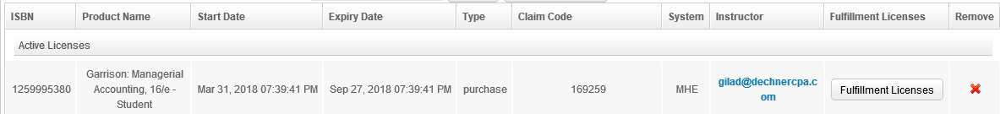 ISBN Product Name Start Date Expiry Date Type Claim Code System Instructor Fulfillment Licenses Remove
Active Licenses
1259995380 Garrison: Managerial Accounting, 16/e - Student Mar 31, 2018 07:39:41 PM Sep 27, 2018 07:39:41 PM purchase 169259 MHE gilad@dechnercpa.com Fulfillment Licenses